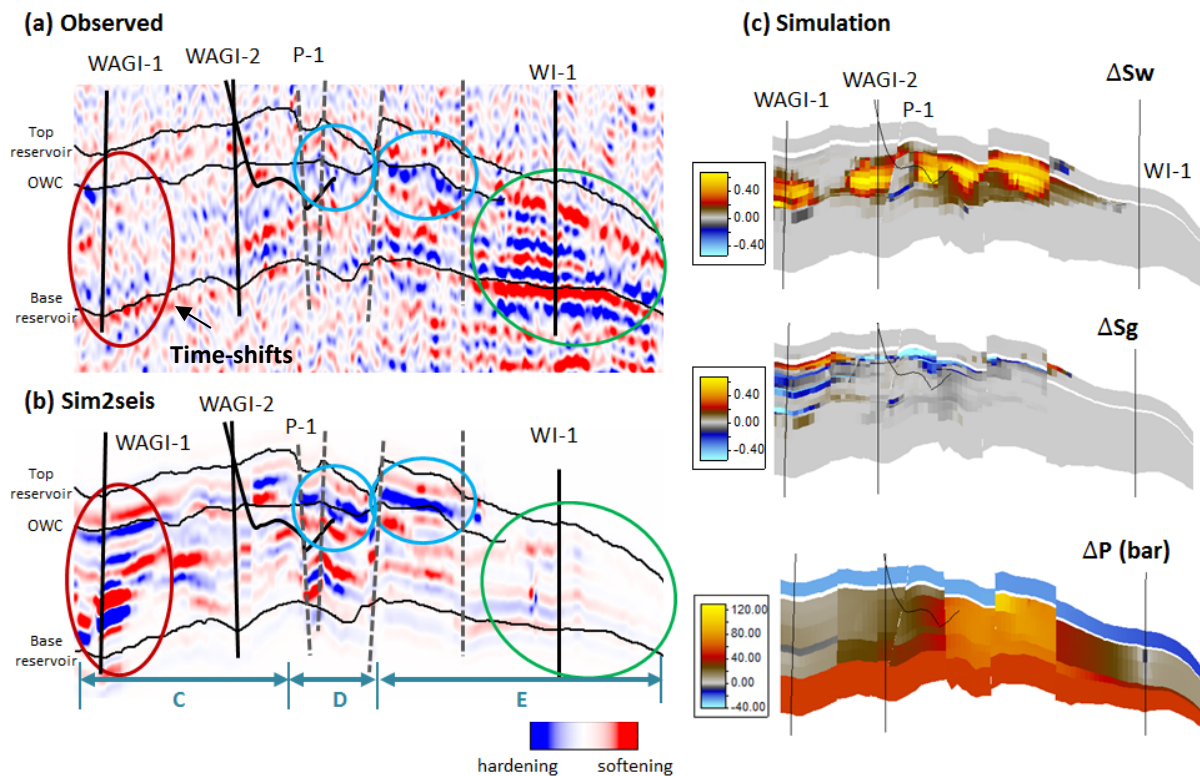 (a) Observed
WAGI-1
WAGI-2
P-1
WI-1
Top
reservoir
OWC
Base
reservoir
Time-shifts
(b) Sim2seis
WAGI-1
WAGI-2
P-1
WI-1
Top
reservoir
OWC
Base
reservoir
C
D
E
hardening
softening
(c) Simulation
ΔSw
WAGI-1
WAGI-2
P-1
WI-1
0.40
0.00
-0.40
ΔSg
0.40
0.00
-0.40
ΔP (bar)
120.00
80.00
40.00
0.00
-40.00